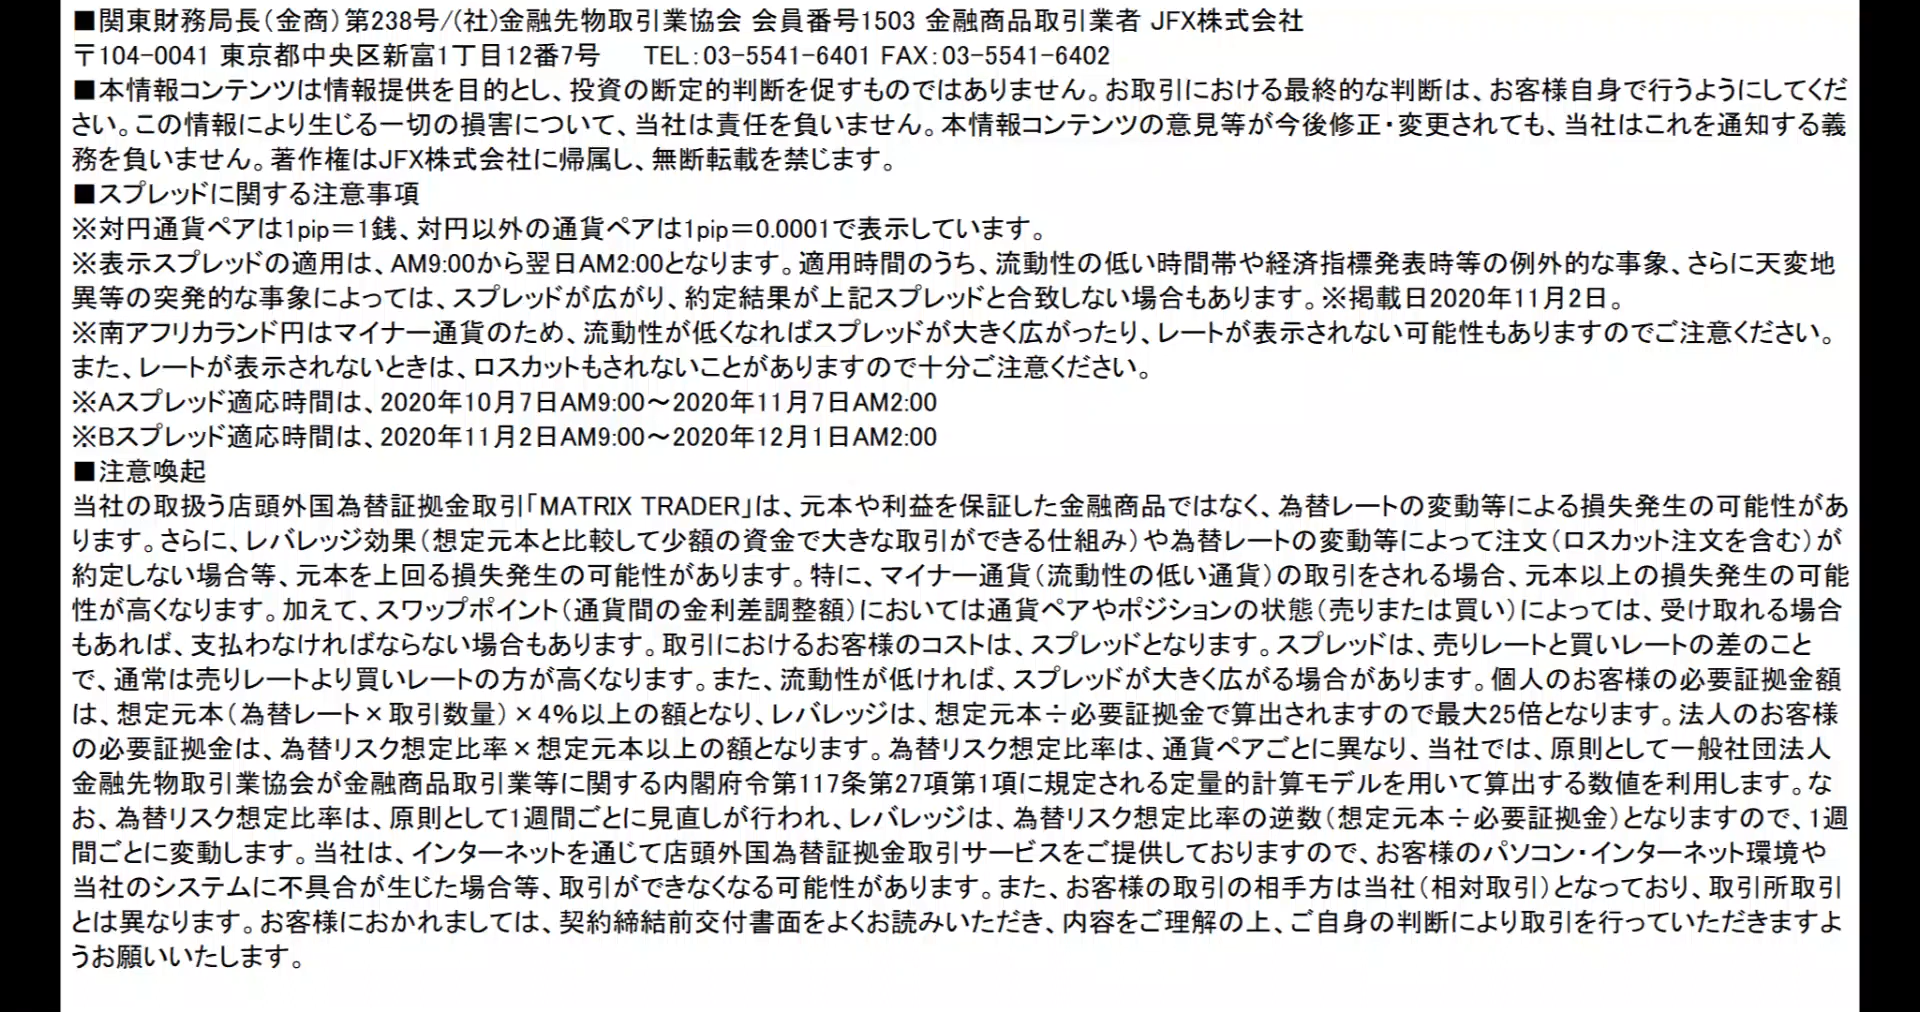 ■関東財務局長（金商）第238号/（社）金融先物取引業協会 会員番号1503 金融商品取引業者 JFX株式会社
〒104-0041 東京都中央区新富1丁目12番7号　TEL：03-5541-6401 FAX：03-5541-6402
■本情報コンテンツは情報提供を目的とし、投資の断定的判断を促すものではありません。お取引における最終的な判断は、お客様自身で行うようにしてくだ
さい。この情報により生じる一切の損害について、当社は責任を負いません。本情報コンテンツの意見等が今後修正・変更されても、当社はこれを通知する義
務を負いません。著作権はJFX株式会社に帰属し、無断転載を禁じます。
■スプレッドに関する注意事項
※対円通貨ペアは1pip＝1銭、対円以外の通貨ペアは1pip＝0.0001で表示しています。
※表示スプレッドの適用は、AM9:00から翌日AM2:00となります。適用時間のうち、流動性の低い時間帯や経済指標発表時等の例外的な事象、さらに天変地
異等の突発的な事象によっては、スプレッドが広がり、約定結果が上記スプレッドと合致しない場合もあります。※掲載日2020年11月2日。
※南アフリカランド円はマイナー通貨のため、流動性が低くなればスプレッドが大きく広がったり、レートが表示されない可能性もありますのでご注意ください。
また、レートが表示されないときは、ロスカットもされないことがありますので十分ご注意ください。
※Aスプレッド適応時間は、2020年10月7日AM9:00～2020年11月7日AM2:00
※Bスプレッド適応時間は、2020年11月2日AM9:00～2020年12月1日AM2:00
■注意喚起
当社の取扱う店頭外国為替証拠金取引「MATRIX TRADER」は、元本や利益を保証した金融商品ではなく、為替レートの変動等による損失発生の可能性があ
ります。さらに、レバレッジ効果（想定元本と比較して少額の資金で大きな取引ができる仕組み）や為替レートの変動等によって注文（ロスカット注文を含む）が
約定しない場合等、元本を上回る損失発生の可能性があります。特に、マイナー通貨（流動性の低い通貨）の取引をされる場合、元本以上の損失発生の可能
性が高くなります。加えて、スワップポイント（通貨間の金利差調整額）においては通貨ペアやポジションの状態（売りまたは買い）によっては、受け取れる場合
もあれば、支払わなければならない場合もあります。取引におけるお客様のコストは、スプレッドとなります。スプレッドは、売りレートと買いレートの差のこと
で、通常は売りレートより買いレートの方が高くなります。また、流動性が低ければ、スプレッドが大きく広がる場合があります。個人のお客様の必要証拠金額
は、想定元本（為替レート×取引数量）×4％以上の額となり、レバレッジは、想定元本÷必要証拠金で算出されますので最大25倍となります。法人のお客様
の必要証拠金は、為替リスク想定比率×想定元本以上の額となります。為替リスク想定比率は、通貨ペアごとに異なり、当社では、原則として一般社団法人
金融先物取引業協会が金融商品取引業等に関する内閣府令第117条第27項第1項に規定される定量的計算モデルを用いて算出する数値を利用します。な
お、為替リスク想定比率は、原則として1週間ごとに見直しが行われ、レバレッジは、為替リスク想定比率の逆数（想定元本÷必要証拠金）となりますので、1週
間ごとに変動します。当社は、インターネットを通じて店頭外国為替証拠金取引サービスをご提供しておりますので、お客様のパソコン・インターネット環境や
当社のシステムに不具合が生じた場合等、取引ができなくなる可能性があります。また、お客様の取引の相手方は当社（相対取引）となっており、取引所取引
とは異なります。お客様におかれましては、契約締結前交付書面をよくお読みいただき、内容をご理解の上、ご自身の判断により取引を行っていただきますよ
うお願いいたします。